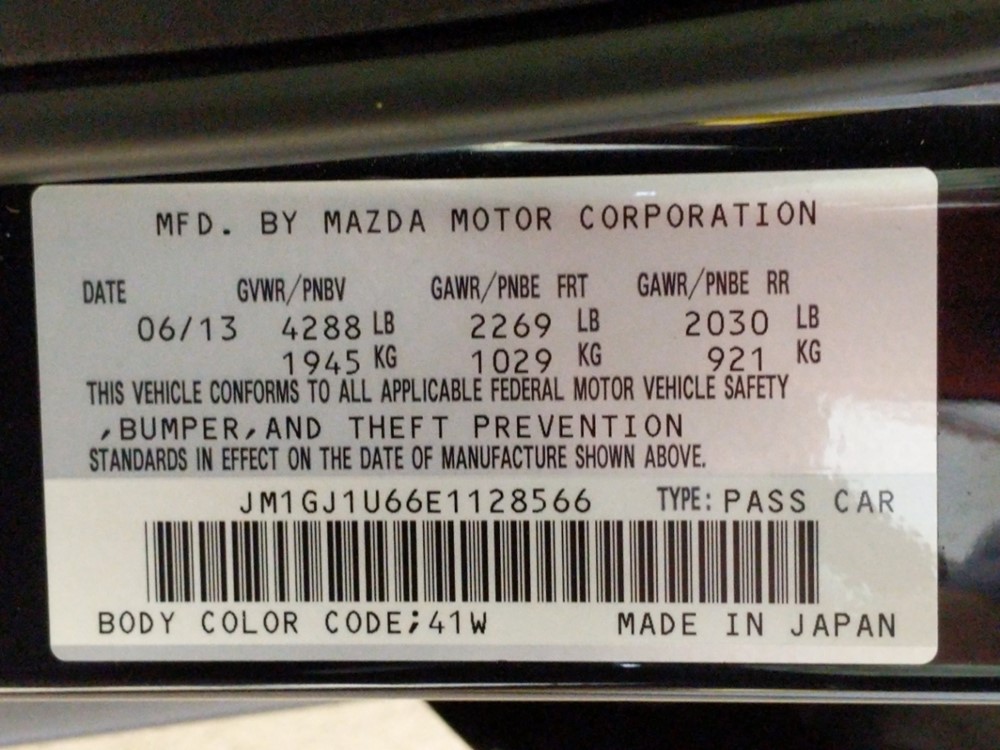 MFD. BY MAZDA MOTOR CORPORATION
DATE GVWR/PNBV GAWR/PNBE FRT GAWR/PNBE RR
06/13 4288 LB 2269 LB 2030 LB
1945 KG 1029 KG 921 KG
THIS VEHICLE CONFORMS TO ALL APPLICABLE FEDERAL MOTOR VEHICLE SAFETY
,BUMPER,AND THEFT PREVENTION
STANDARDS IN EFFECT ON THE DATE OF MANUFACTURE SHOWN ABOVE.
JM1GJ1U66E1128566 TYPE: PASS CAR
BODY COLOR CODE;41W MADE IN JAPAN